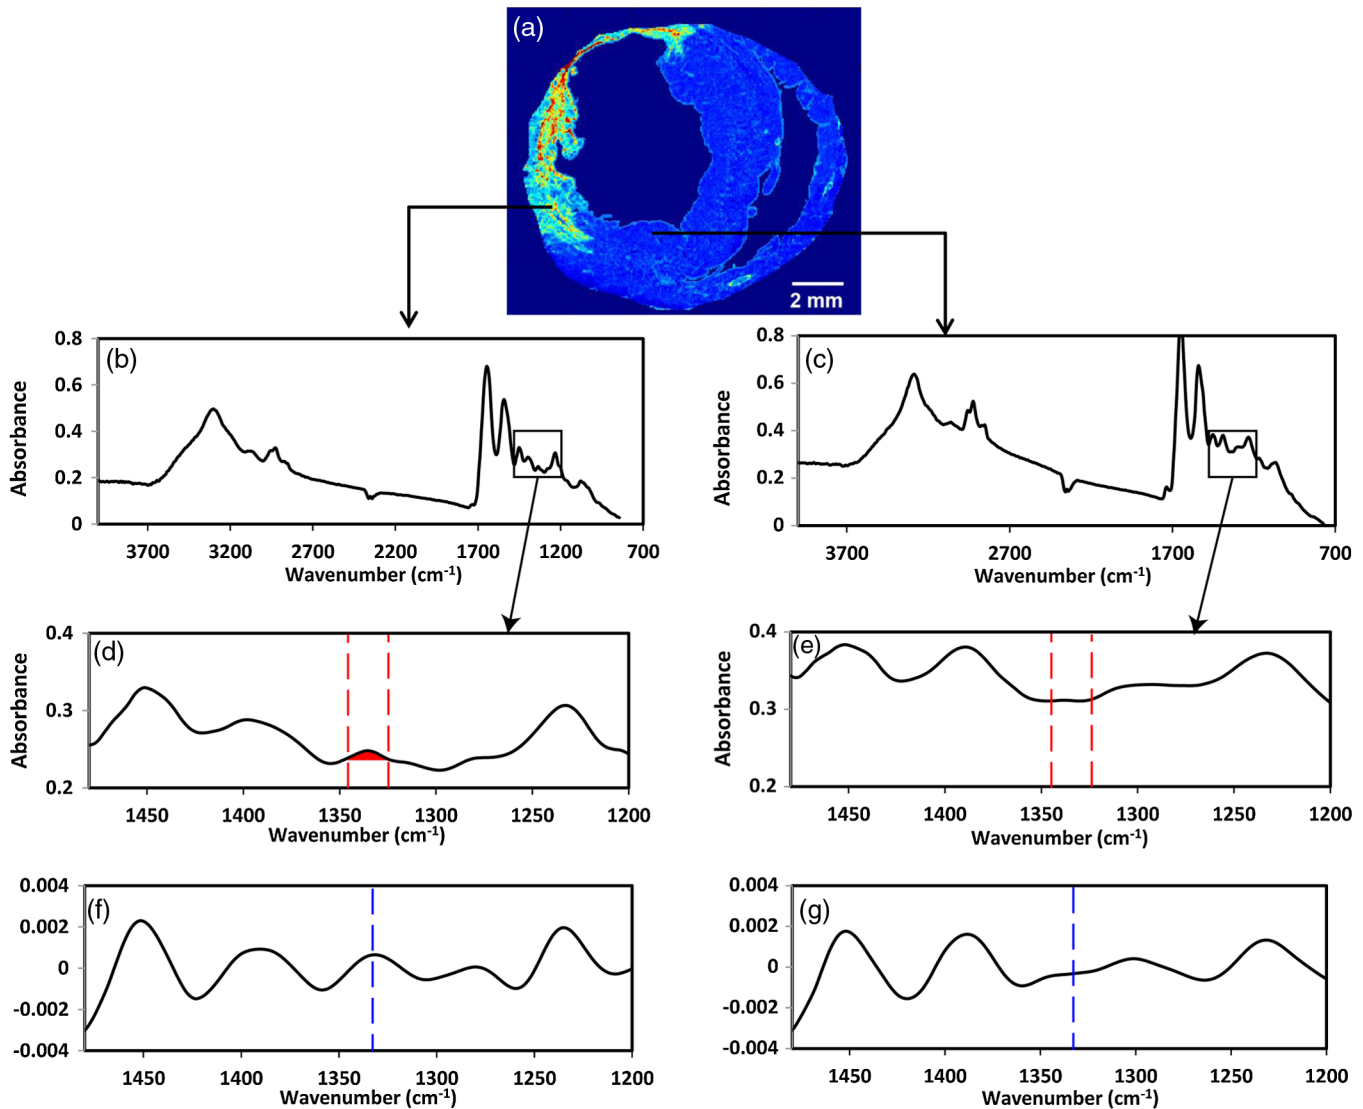 (a)
2 mm
(b)
0.8
0.6
0.4
0.2
0
Absorbance
3700 3200 2700 2200 1700 1200 700
Wavenumber (cm-1)
(c)
0.8
0.6
0.4
0.2
0
Absorbance
3700 2700 1700 700
Wavenumber (cm-1)
(d)
0.4
0.3
0.2
Absorbance
1450 1400 1350 1300 1250 1200
Wavenumber (cm-1)
(e)
0.4
0.3
0.2
Absorbance
1450 1400 1350 1300 1250 1200
Wavenumber (cm-1)
(f)
0.004
0.002
0
-0.002
-0.004
1450 1400 1350 1300 1250 1200
Wavenumber (cm-1)
(g)
0.004
0.002
0
-0.002
-0.004
1450 1400 1350 1300 1250 1200
Wavenumber (cm-1)